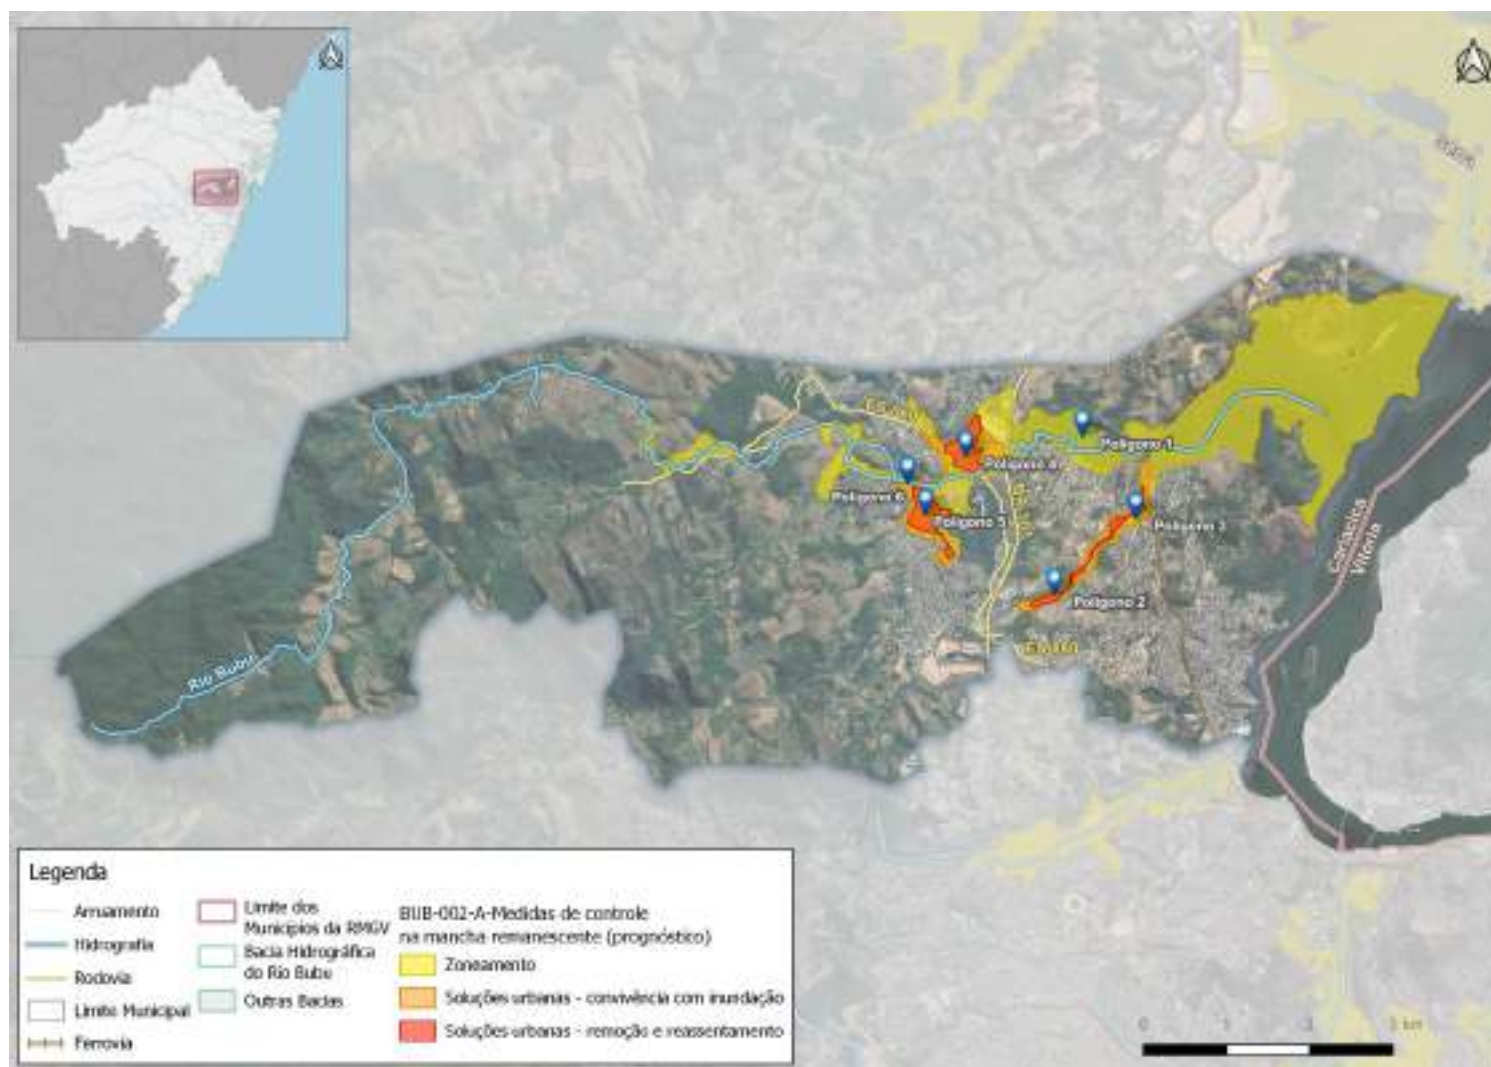 Polígono 1
Polígono 4
Polígono 6
Polígono 5
Polígono 3
Polígono 2
Cariacica
Vitória
Rio Bubu
Legenda
Arruamento
Hidrografia
Rodovia
Limite Municipal
Ferrovia
Limite dos
Municípios da RMGV
Bacia Hidrográfica
do Rio Bubu
Outras Bacias
BUB-002-A-Medidas de controle
na mancha remanescente (prognóstico)
Zoneamento
Soluções urbanas - convivência com inundação
Soluções urbanas - remoção e reassentamento
0 1 2 3 km